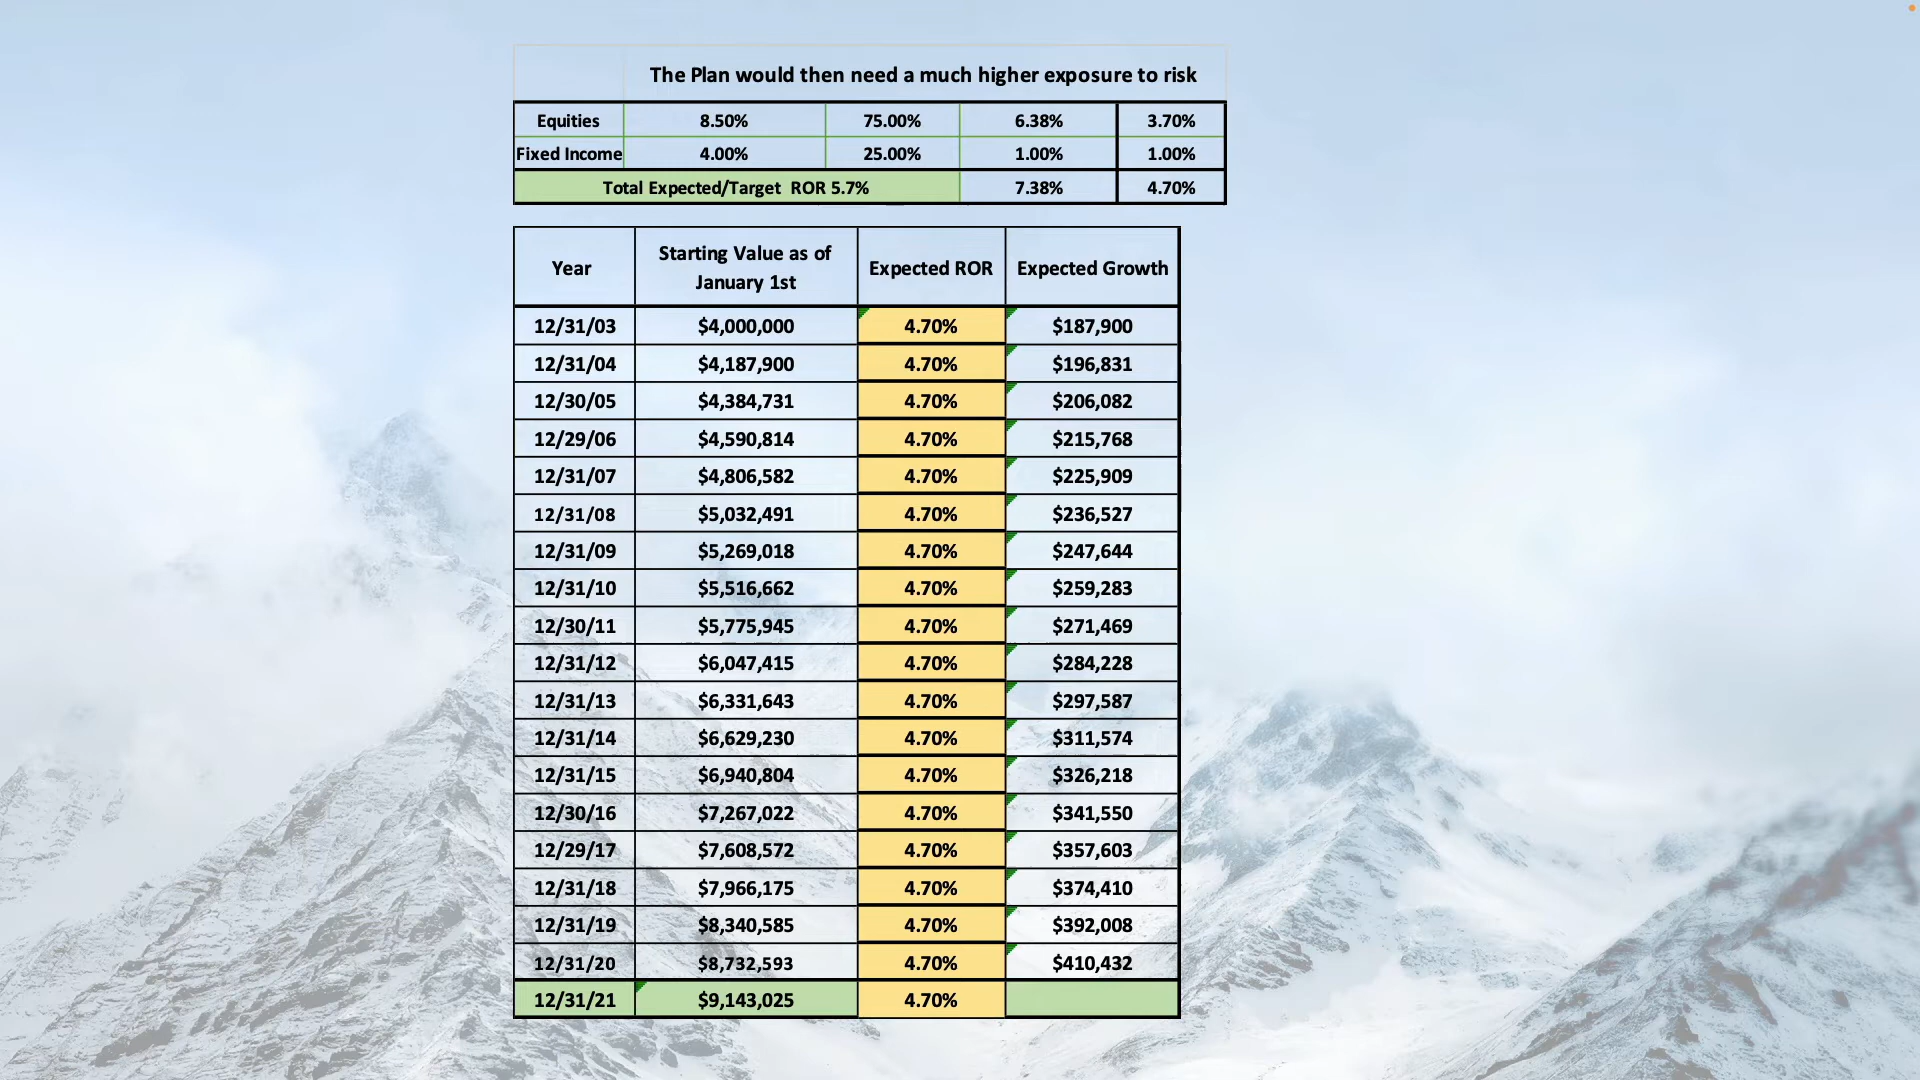 The Plan would then need a much higher exposure to risk
Equities 8.50% 75.00% 6.38% 3.70%
Fixed Income 4.00% 25.00% 1.00% 1.00%
Total Expected/Target ROR 5.7% 7.38% 4.70%
Year Starting Value as of January 1st Expected ROR Expected Growth
12/31/03 $4,000,000 4.70% $187,900
12/31/04 $4,187,900 4.70% $196,831
12/30/05 $4,384,731 4.70% $206,082
12/29/06 $4,590,814 4.70% $215,768
12/31/07 $4,806,582 4.70% $225,909
12/31/08 $5,032,491 4.70% $236,527
12/31/09 $5,269,018 4.70% $247,644
12/31/10 $5,516,662 4.70% $259,283
12/30/11 $5,775,945 4.70% $271,469
12/31/12 $6,047,415 4.70% $284,228
12/31/13 $6,331,643 4.70% $297,587
12/31/14 $6,629,230 4.70% $311,574
12/31/15 $6,940,804 4.70% $326,218
12/30/16 $7,267,022 4.70% $341,550
12/29/17 $7,608,572 4.70% $357,603
12/31/18 $7,966,175 4.70% $374,410
12/31/19 $8,340,585 4.70% $392,008
12/31/20 $8,732,593 4.70% $410,432
12/31/21 $9,143,025 4.70%